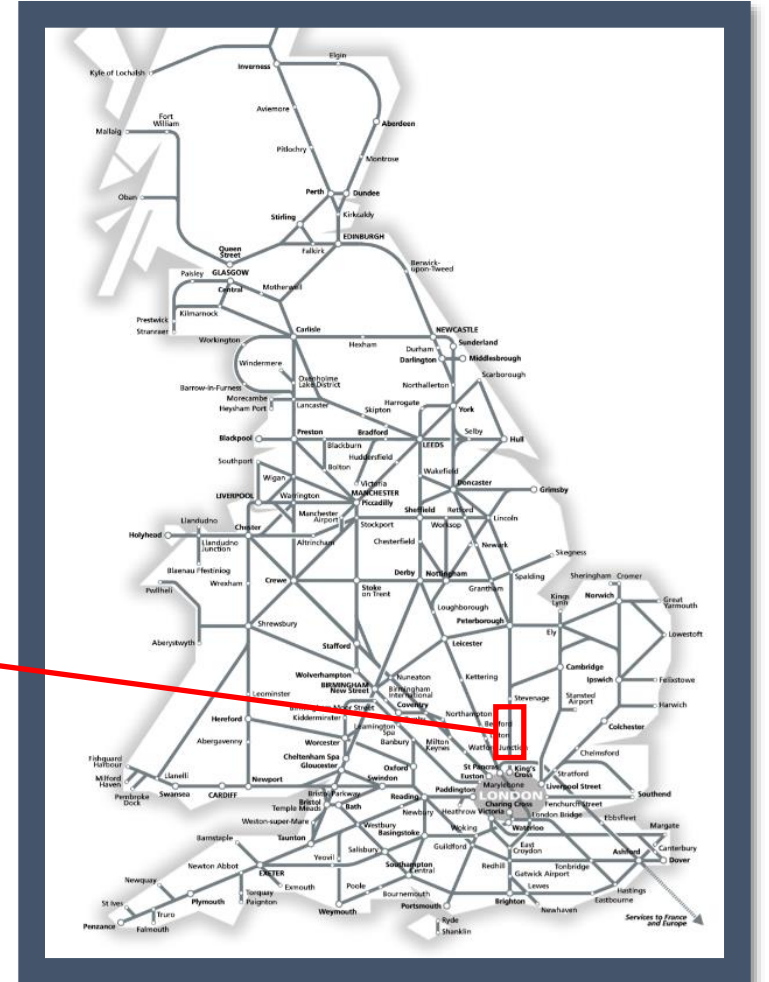 Elgin
Inverness
Kyle of Lochalsh
Aviemore
Fort
William
Mallaig
Aberdeen
Pitlochry
Montrose
Perth
Dundee
Oban
Stirling
Kirkcaldy
EDINBURGH
Queen
Street
Falkirk
Berwick-
upon-Tweed
Paisley
GLASGOW
Central
Motherwell
Prestwick
Kilmarnock
Stranraer
Carlisle
NEWCASTLE
Workington
Hexham
Sunderland
Durham
Darlington
Middlesbrough
Windermere
Scarborough
Oxenholme
Lake District
Barrow-in-Furness
Northallerton
Morecambe
Heysham Port
Lancaster
Harrogate
York
Skipton
Blackpool
Preston
Bradford
LEEDS
Selby
Hull
Blackburn
Huddersfield
Southport
Bolton
Wakefield
Wigan
Victoria
Doncaster
LIVERPOOL
Warrington
MANCHESTER
Piccadilly
Grimsby
Manchester
Airport
Sheffield
Retford
Llandudno
Stockport
Worksop
Lincoln
Holyhead
Chester
Llandudno
Junction
Altrincham
Chesterfield
Newark
Skegness
Blaenau Ffestiniog
Derby
Nottingham
Pwllheli
Wrexham
Crewe
Stoke
on Trent
Grantham
Spalding
Sheringham
Cromer
Kings
Lynn
Norwich
Great
Yarmouth
Loughborough
Peterborough
Shrewsbury
Ely
Lowestoft
Aberystwyth
Stafford
Leicester
Wolverhampton
Nuneaton
Kettering
Cambridge
BIRMINGHAM
New Street
Birmingham
International
Ipswich
Felixstowe
Leominster
Moor Street
Coventry
Stevenage
Stansted
Airport
Harwich
Kidderminster
Northampton
Bedford
Hereford
Leamington
Spa
Colchester
Worcester
Banbury
Milton
Keynes
Luton
Abergavenny
Watford Junction
Chelmsford
Fishguard
Harbour
Cheltenham Spa
Gloucester
Oxford
St Pancras
King's
Cross
Euston
Stratford
Milford
Haven
Llanelli
Newport
Swindon
Marylebone
Liverpool Street
Pembroke
Dock
Swansea
CARDIFF
Bristol Parkway
Reading
Paddington
LONDON
Southend
Bristol
Temple Meads
Bath
Charing Cross
Fenchurch Street
Newbury
Heathrow
Victoria
London Bridge
Ebbsfleet
Weston-super-Mare
Waterloo
Margate
Barnstaple
Taunton
Westbury
Basingstoke
Woking
East
Croydon
Canterbury
Yeovil
Salisbury
Guildford
Ashford
Dover
Newton Abbot
Southampton
Central
Redhill
Tonbridge
EXETER
Gatwick Airport
Newquay
Exmouth
Poole
Lewes
Hastings
St Ives
Torquay
Paignton
Bournemouth
Eastbourne
Plymouth
Portsmouth
Brighton
Newhaven
Truro
Weymouth
Penzance
Falmouth
Ryde
Shanklin
Services to France
and Europe